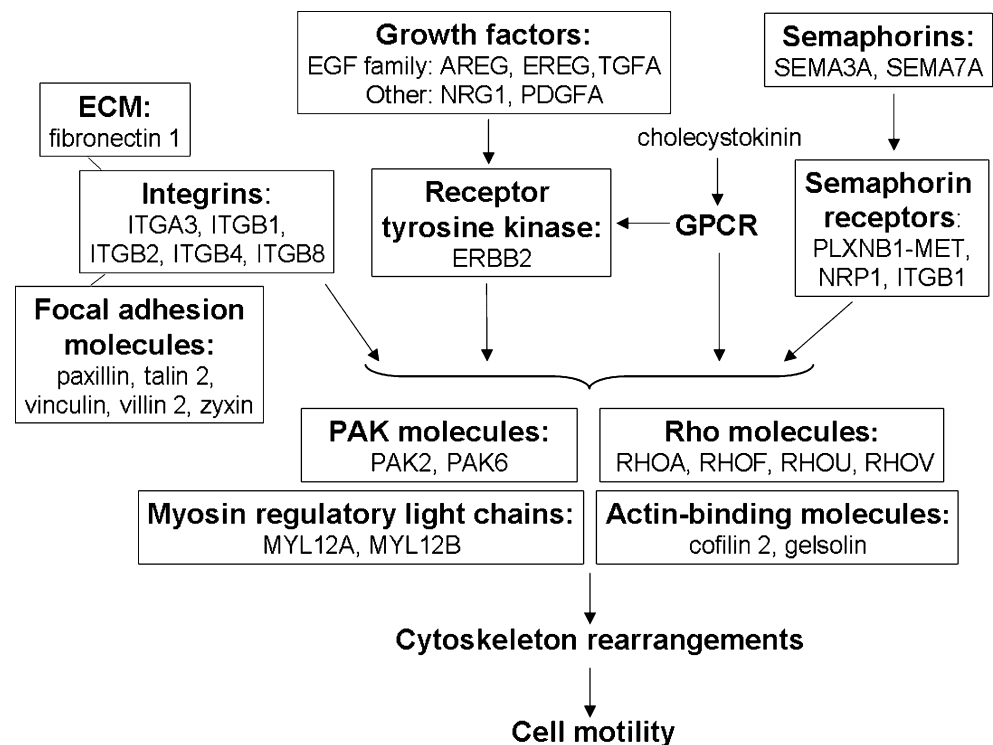 Growth factors:
EGF family: AREG, EREG,TGFA
Other: NRG1, PDGFA
Semaphorins:
SEMA3A, SEMA7A
ECM:
fibronectin 1
cholecystokinin
Integrins:
ITGA3, ITGB1,
ITGB2, ITGB4, ITGB8
Receptor
tyrosine kinase:
ERBB2
GPCR
Semaphorin
receptors:
PLXNB1-MET,
NRP1, ITGB1
Focal adhesion
molecules:
paxillin, talin 2,
vinculin, villin 2, zyxin
PAK molecules:
PAK2, PAK6
Rho molecules:
RHOA, RHOF, RHOU, RHOV
Myosin regulatory light chains:
MYL12A, MYL12B
Actin-binding molecules:
cofilin 2, gelsolin
Cytoskeleton rearrangements
Cell motility